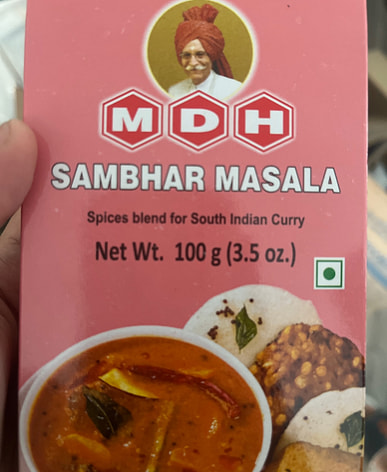 MDH
SAMBHAR MASALA
Spices blend for South Indian Curry
Net Wt. 100 g (3.5 oz.)